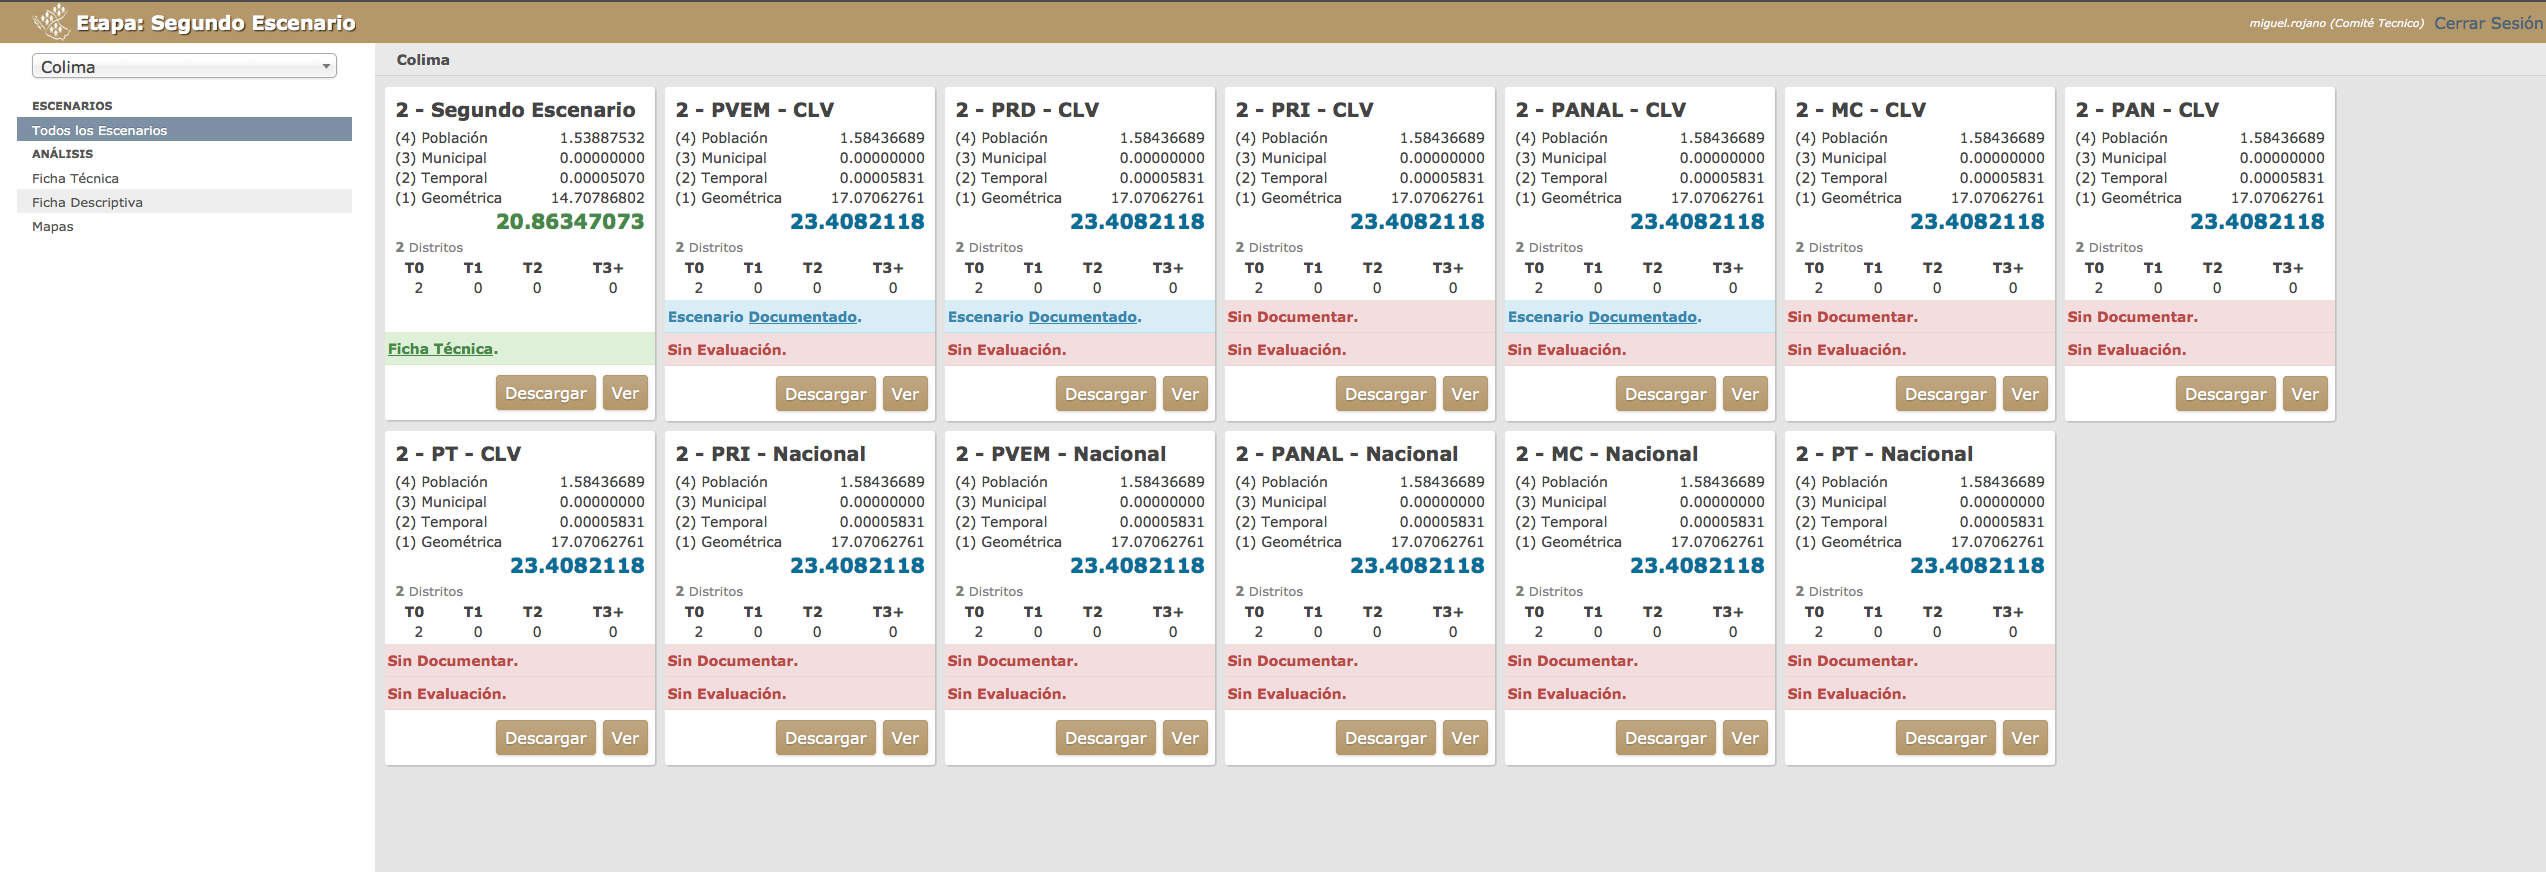 Etapa: Segundo Escenario
miguel.rojano (Comité Tecnico) Cerrar Sesión
Colima
ESCENARIOS
Todos los Escenarios
ANÁLISIS
Ficha Técnica
Ficha Descriptiva
Mapas
Colima
2 - Segundo Escenario
(4) Población 1.53887532
(3) Municipal 0.00000000
(2) Temporal 0.00005070
(1) Geométrica 14.70786802
20.86347073
2 Distritos
T0 T1 T2 T3+
2 0 0 0
Ficha Técnica.
Descargar Ver
2 - PVEM - CLV
(4) Población 1.58436689
(3) Municipal 0.00000000
(2) Temporal 0.00005831
(1) Geométrica 17.07062761
23.4082118
2 Distritos
T0 T1 T2 T3+
2 0 0 0
Escenario Documentado.
Sin Evaluación.
Descargar Ver
2 - PRD - CLV
(4) Población 1.58436689
(3) Municipal 0.00000000
(2) Temporal 0.00005831
(1) Geométrica 17.07062761
23.4082118
2 Distritos
T0 T1 T2 T3+
2 0 0 0
Escenario Documentado.
Sin Evaluación.
Descargar Ver
2 - PRI - CLV
(4) Población 1.58436689
(3) Municipal 0.00000000
(2) Temporal 0.00005831
(1) Geométrica 17.07062761
23.4082118
2 Distritos
T0 T1 T2 T3+
2 0 0 0
Sin Documentar.
Sin Evaluación.
Descargar Ver
2 - PANAL - CLV
(4) Población 1.58436689
(3) Municipal 0.00000000
(2) Temporal 0.00005831
(1) Geométrica 17.07062761
23.4082118
2 Distritos
T0 T1 T2 T3+
2 0 0 0
Escenario Documentado.
Sin Evaluación.
Descargar Ver
2 - MC - CLV
(4) Población 1.58436689
(3) Municipal 0.00000000
(2) Temporal 0.00005831
(1) Geométrica 17.07062761
23.4082118
2 Distritos
T0 T1 T2 T3+
2 0 0 0
Sin Documentar.
Sin Evaluación.
Descargar Ver
2 - PAN - CLV
(4) Población 1.58436689
(3) Municipal 0.00000000
(2) Temporal 0.00005831
(1) Geométrica 17.07062761
23.4082118
2 Distritos
T0 T1 T2 T3+
2 0 0 0
Sin Documentar.
Sin Evaluación.
Descargar Ver
2 - PT - CLV
(4) Población 1.58436689
(3) Municipal 0.00000000
(2) Temporal 0.00005831
(1) Geométrica 17.07062761
23.4082118
2 Distritos
T0 T1 T2 T3+
2 0 0 0
Sin Documentar.
Sin Evaluación.
Descargar Ver
2 - PRI - Nacional
(4) Población 1.58436689
(3) Municipal 0.00000000
(2) Temporal 0.00005831
(1) Geométrica 17.07062761
23.4082118
2 Distritos
T0 T1 T2 T3+
2 0 0 0
Sin Documentar.
Sin Evaluación.
Descargar Ver
2 - PVEM - Nacional
(4) Población 1.58436689
(3) Municipal 0.00000000
(2) Temporal 0.00005831
(1) Geométrica 17.07062761
23.4082118
2 Distritos
T0 T1 T2 T3+
2 0 0 0
Sin Documentar.
Sin Evaluación.
Descargar Ver
2 - PANAL - Nacional
(4) Población 1.58436689
(3) Municipal 0.00000000
(2) Temporal 0.00005831
(1) Geométrica 17.07062761
23.4082118
2 Distritos
T0 T1 T2 T3+
2 0 0 0
Sin Documentar.
Sin Evaluación.
Descargar Ver
2 - MC - Nacional
(4) Población 1.58436689
(3) Municipal 0.00000000
(2) Temporal 0.00005831
(1) Geométrica 17.07062761
23.4082118
2 Distritos
T0 T1 T2 T3+
2 0 0 0
Sin Documentar.
Sin Evaluación.
Descargar Ver
2 - PT - Nacional
(4) Población 1.58436689
(3) Municipal 0.00000000
(2) Temporal 0.00005831
(1) Geométrica 17.07062761
23.4082118
2 Distritos
T0 T1 T2 T3+
2 0 0 0
Sin Documentar.
Sin Evaluación.
Descargar Ver